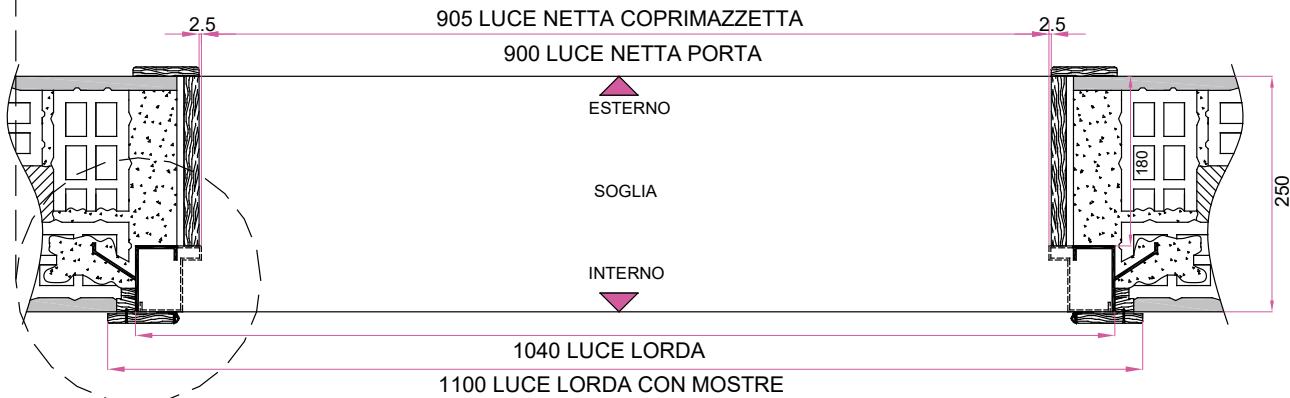 905 LUCE NETTA COPRIMAZZETTA
2.5
2.5
900 LUCE NETTA PORTA
ESTERNO
180
250
SOGLIA
INTERNO
1040 LUCE LORDA
1100 LUCE LORDA CON MOSTRE